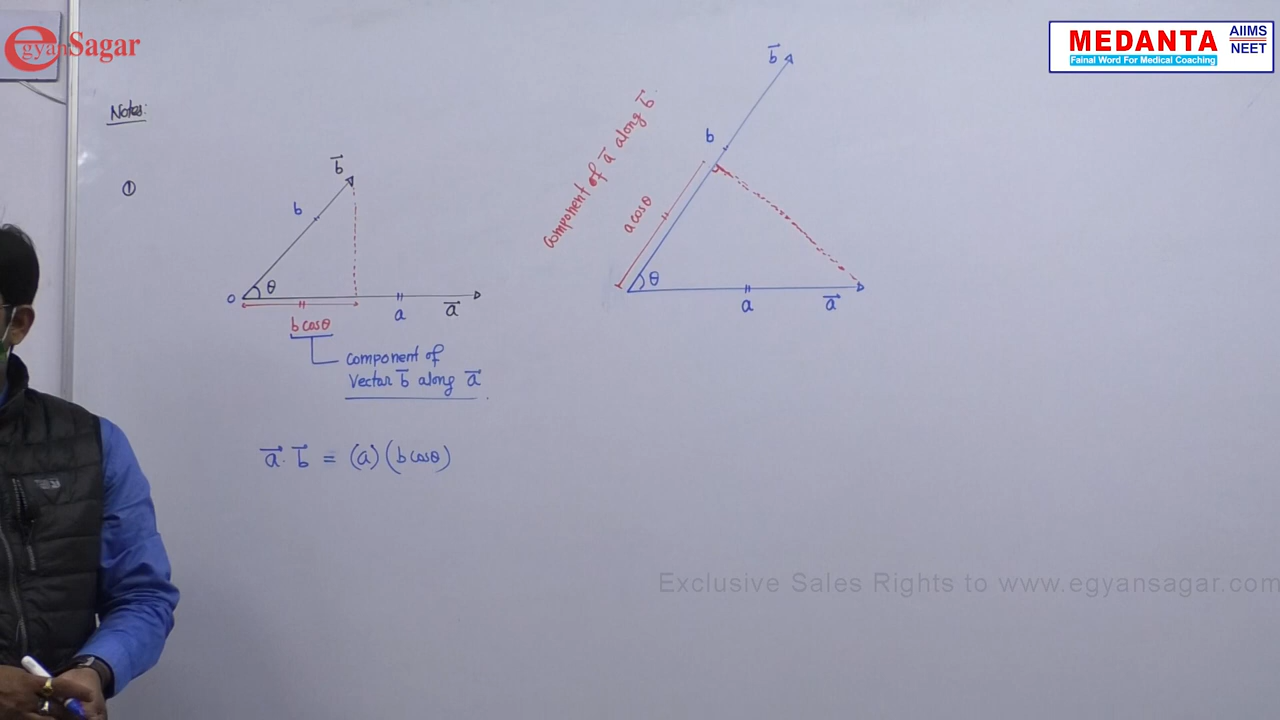 egyanSagar
MEDANTA
AIIMS
NEET
Fainal Word For Medical Coaching
Notes:
①
b⃗
b
θ
O
a
a⃗
b cosθ
component of
Vector b⃗ along a⃗.
a⃗. b⃗ = (a) (b cosθ)
component of a⃗ along b⃗.
a cosθ
b⃗
b
θ
a
a⃗
Exclusive Sales Rights to www.egyansagar.com